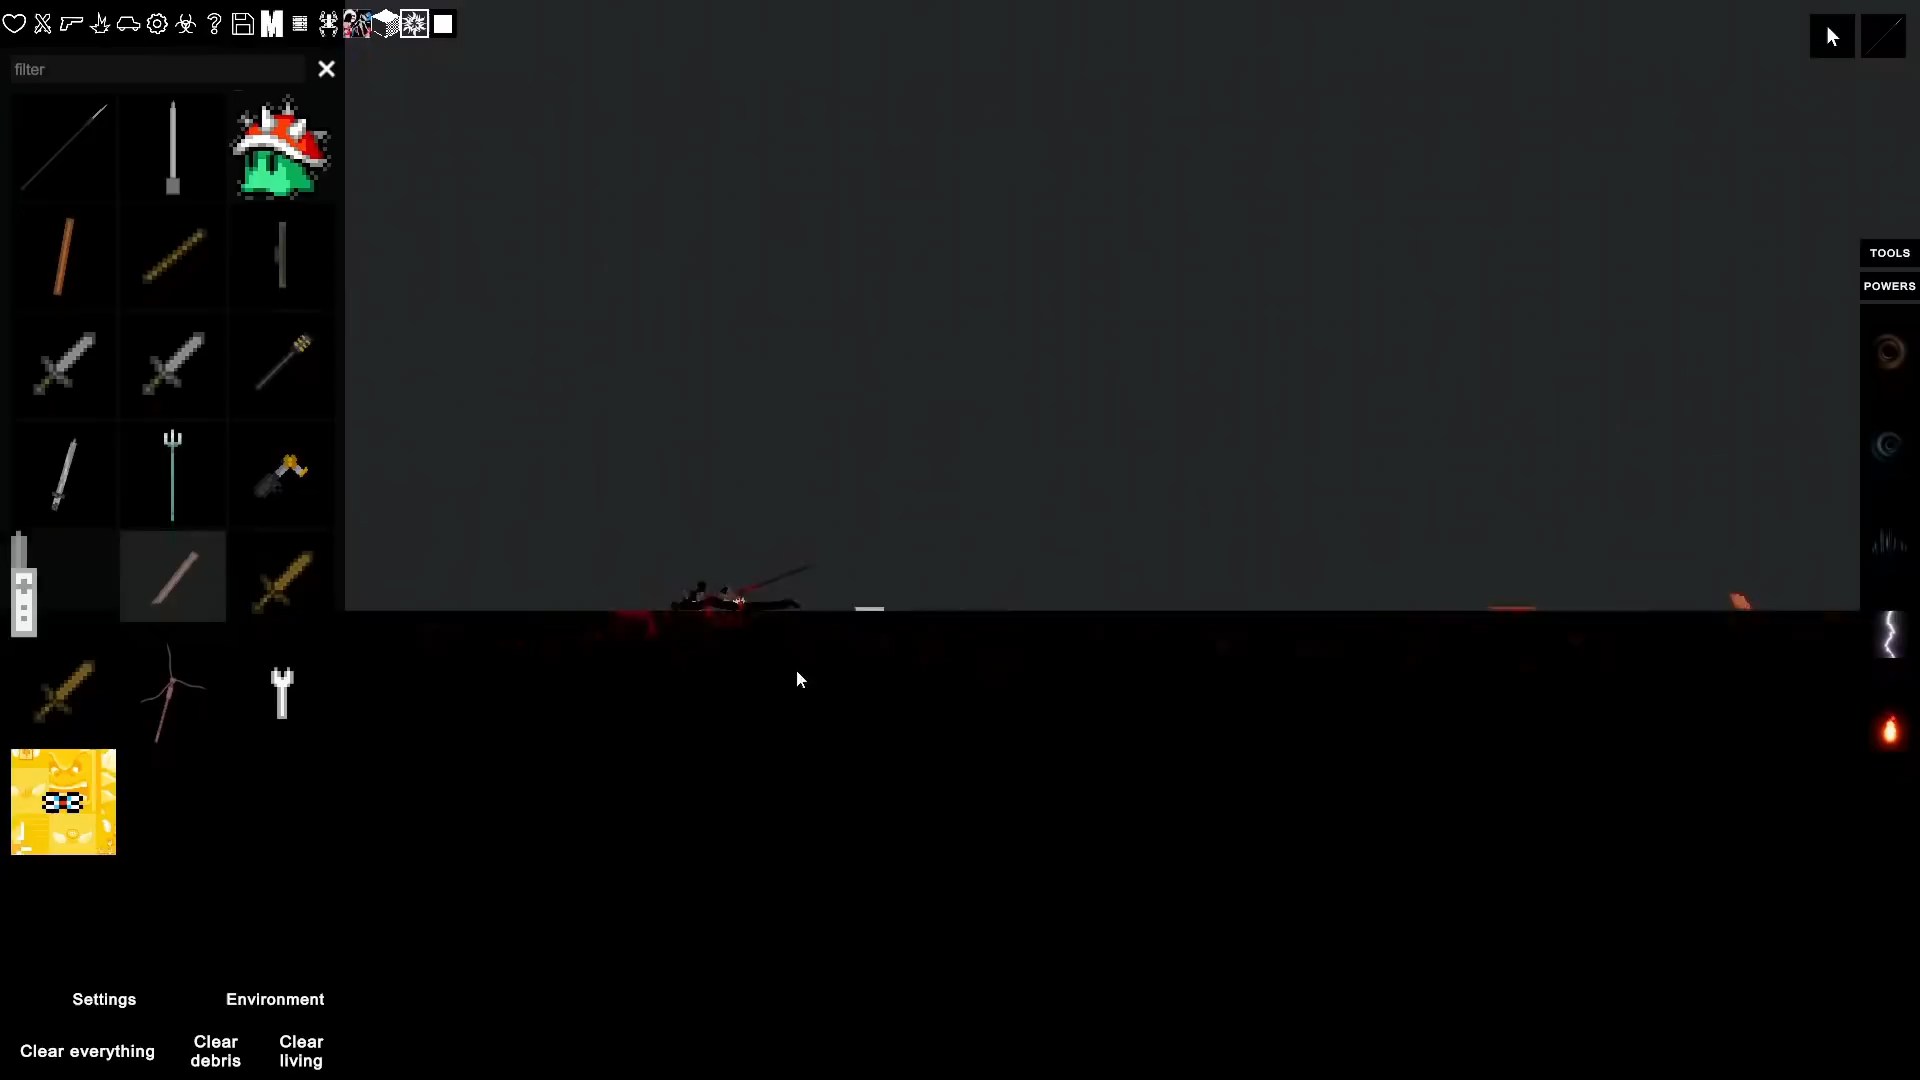 filter
TOOLS
POWERS
Settings
Environment
Clear everything
Clear
debris
Clear
living